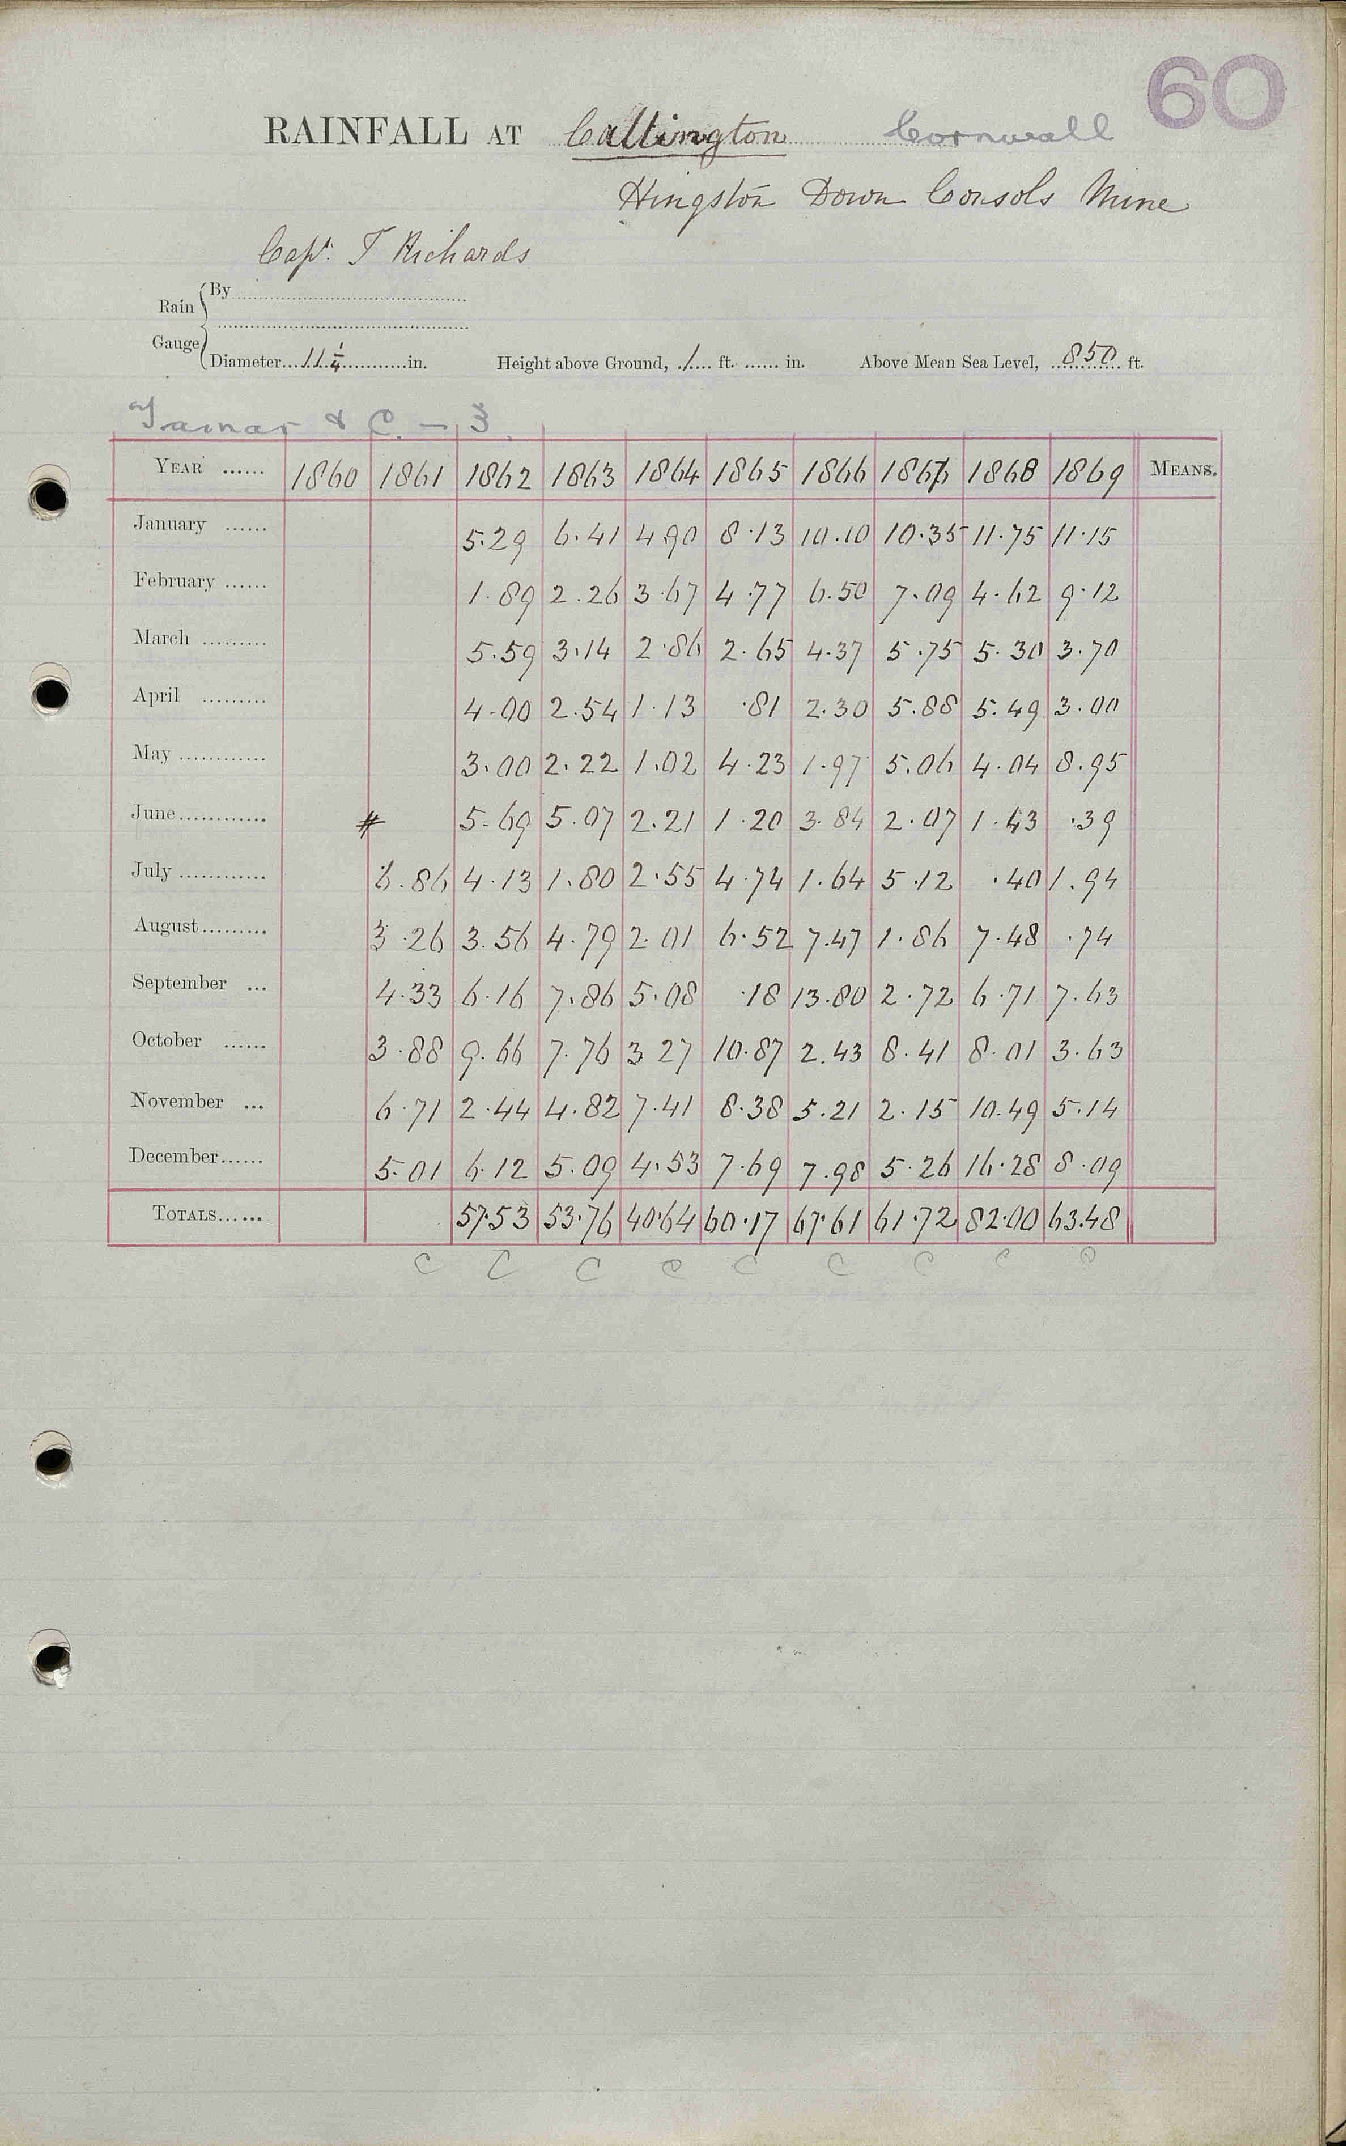 60
RAINFALL AT Callington Cornwall
Hingston Down Consols Mine
Capt. T Richards
Rain Gauge { By
Diameter 11 1/4 in. Height above Ground, 1 ft. in. Above Mean Sea Level, 850 ft.
Tamar & C. — 3.
YEAR ...... 1860 1861 1862 1863 1864 1865 1866 1867 1868 1869 MEANS.
January ...... 5.29 6.41 4.90 8.13 10.10 10.35 11.75 11.15
February ...... 1.89 2.26 3.67 4.77 6.50 7.09 4.62 9.12
March ......... 5.59 3.14 2.86 2.65 4.37 5.75 5.30 3.70
April ......... 4.00 2.54 1.13 .81 2.30 5.88 5.49 3.00
May ............ 3.00 2.22 1.02 4.23 1.97 5.06 4.04 8.95
June ............ # 5.69 5.07 2.21 1.20 3.84 2.07 1.43 .39
July ............ 6.86 4.13 1.80 2.55 4.74 1.64 5.12 .40 1.94
August ......... 3.26 3.56 4.79 2.01 6.52 7.47 1.86 7.48 .74
September ... 4.33 6.16 7.86 5.08 .18 13.80 2.72 6.71 7.63
October ...... 3.88 9.66 7.76 3.27 10.87 2.43 8.41 8.01 3.63
November ... 6.71 2.44 4.82 7.41 8.38 5.21 2.15 10.49 5.14
December ...... 5.01 6.12 5.09 4.53 7.69 7.98 5.26 16.28 8.09
TOTALS ...... 57.53 53.76 40.64 60.17 67.61 61.72 82.00 63.48
C C C C C C C C C